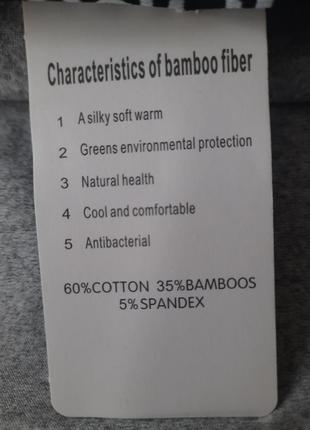 Characteristics of bamboo fiber
1 A silky soft warm
2 Greens environmental protection
3 Natural health
4 Cool and comfortable
5 Antibacterial
60%COTTON 35%BAMBOOS
5%SPANDEX